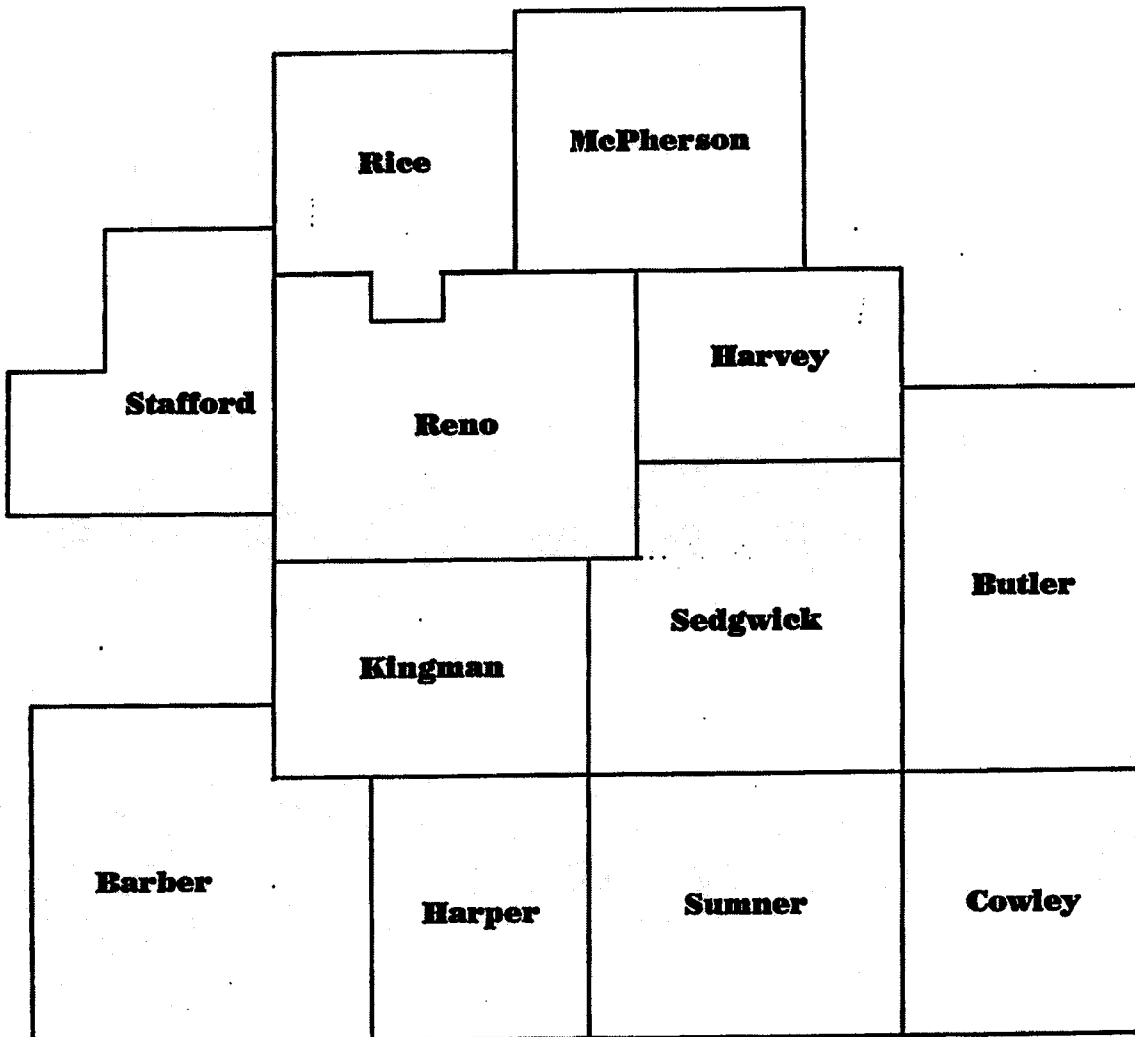 McPherson
Rice
Harvey
Stafford
Reno
Butler
Sedgwick
Kingman
Barber
Harper
Sumner
Cowley